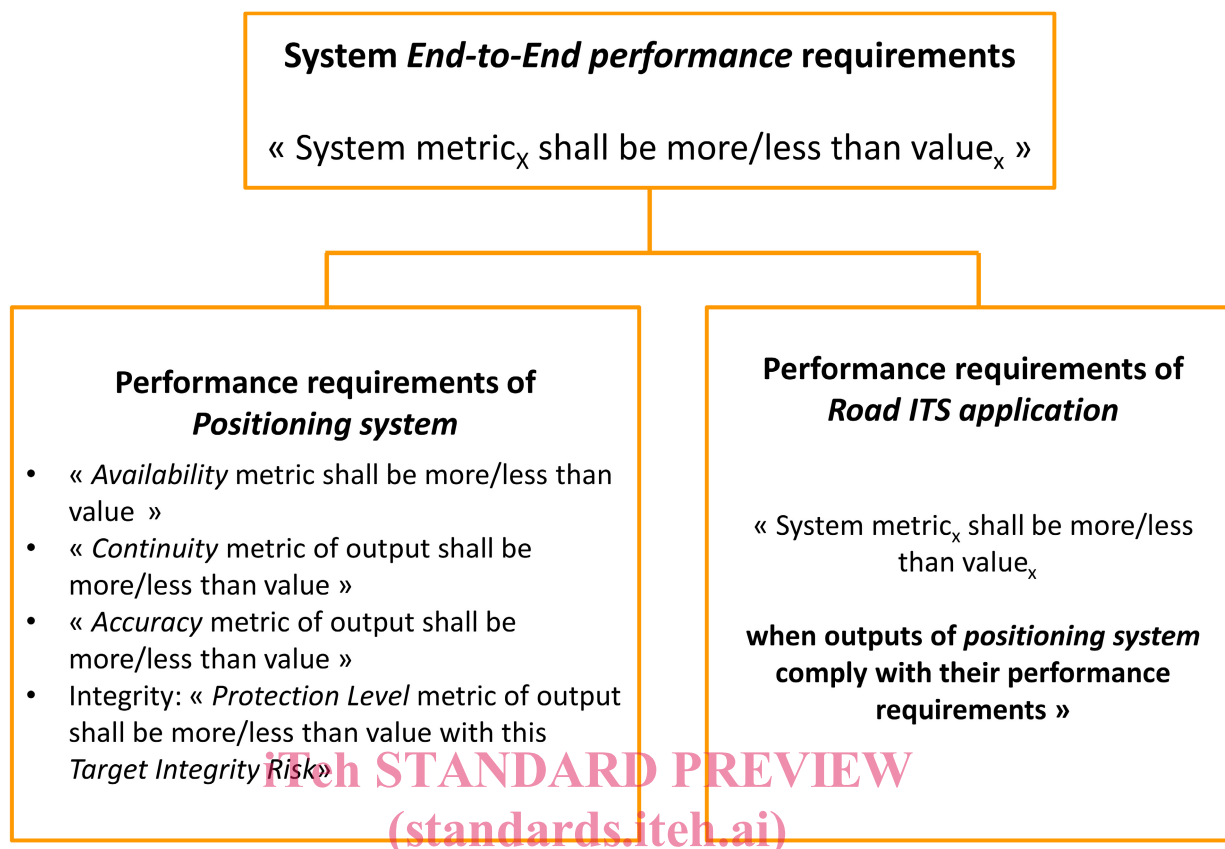 System End-to-End performance requirements
« System metricX shall be more/less than valuex »
Performance requirements of
Positioning system
• « Availability metric shall be more/less than
value »
• « Continuity metric of output shall be
more/less than value »
• « Accuracy metric of output shall be
more/less than value »
• Integrity: « Protection Level metric of output
shall be more/less than value with this
Target Integrity Risk»
Performance requirements of
Road ITS application
« System metricx shall be more/less
than valuex
when outputs of positioning system
comply with their performance
requirements »
iTeh STANDARD PREVIEW
(standards.iteh.ai)